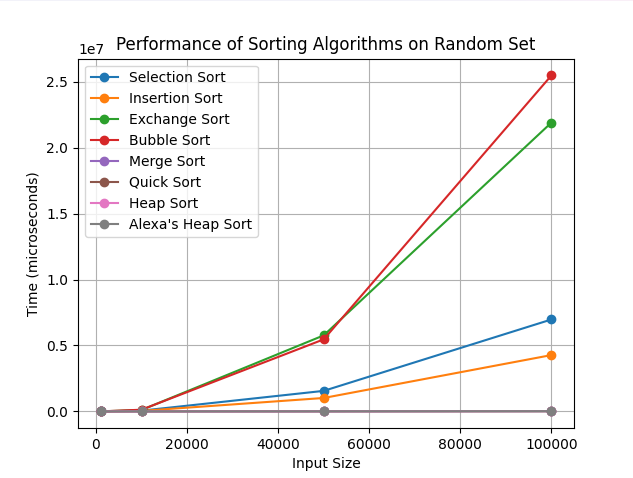 Performance of Sorting Algorithms on Random Set
1e7
2.5
2.0
1.5
1.0
0.5
0.0
Time (microseconds)
Selection Sort
Insertion Sort
Exchange Sort
Bubble Sort
Merge Sort
Quick Sort
Heap Sort
Alexa's Heap Sort
0 20000 40000 60000 80000 100000
Input Size